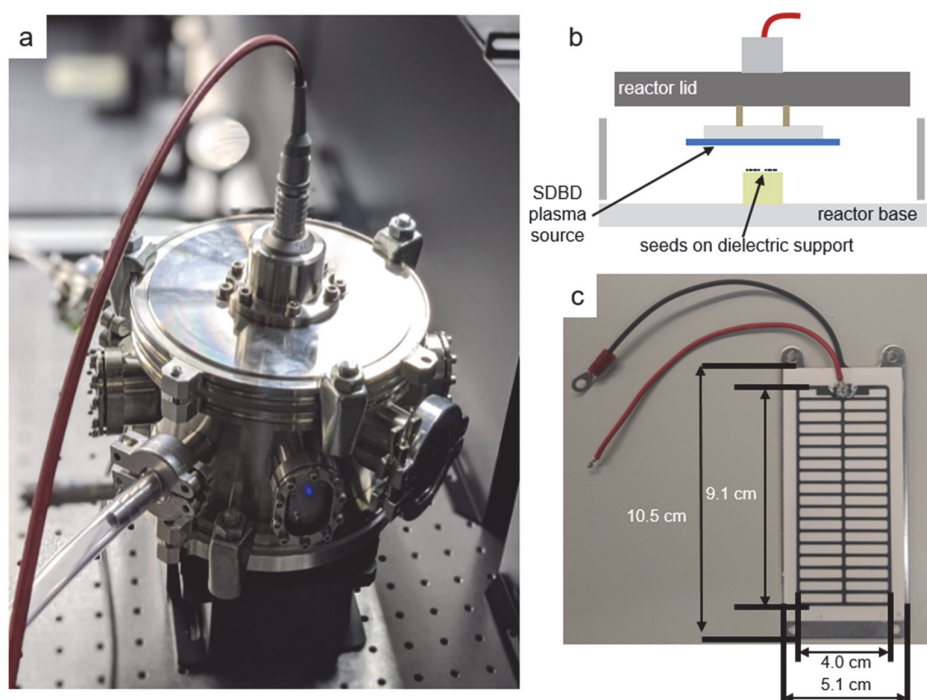 a
b
reactor lid
SDBD
plasma
source
reactor base
seeds on dielectric support
c
9.1 cm
10.5 cm
4.0 cm
5.1 cm